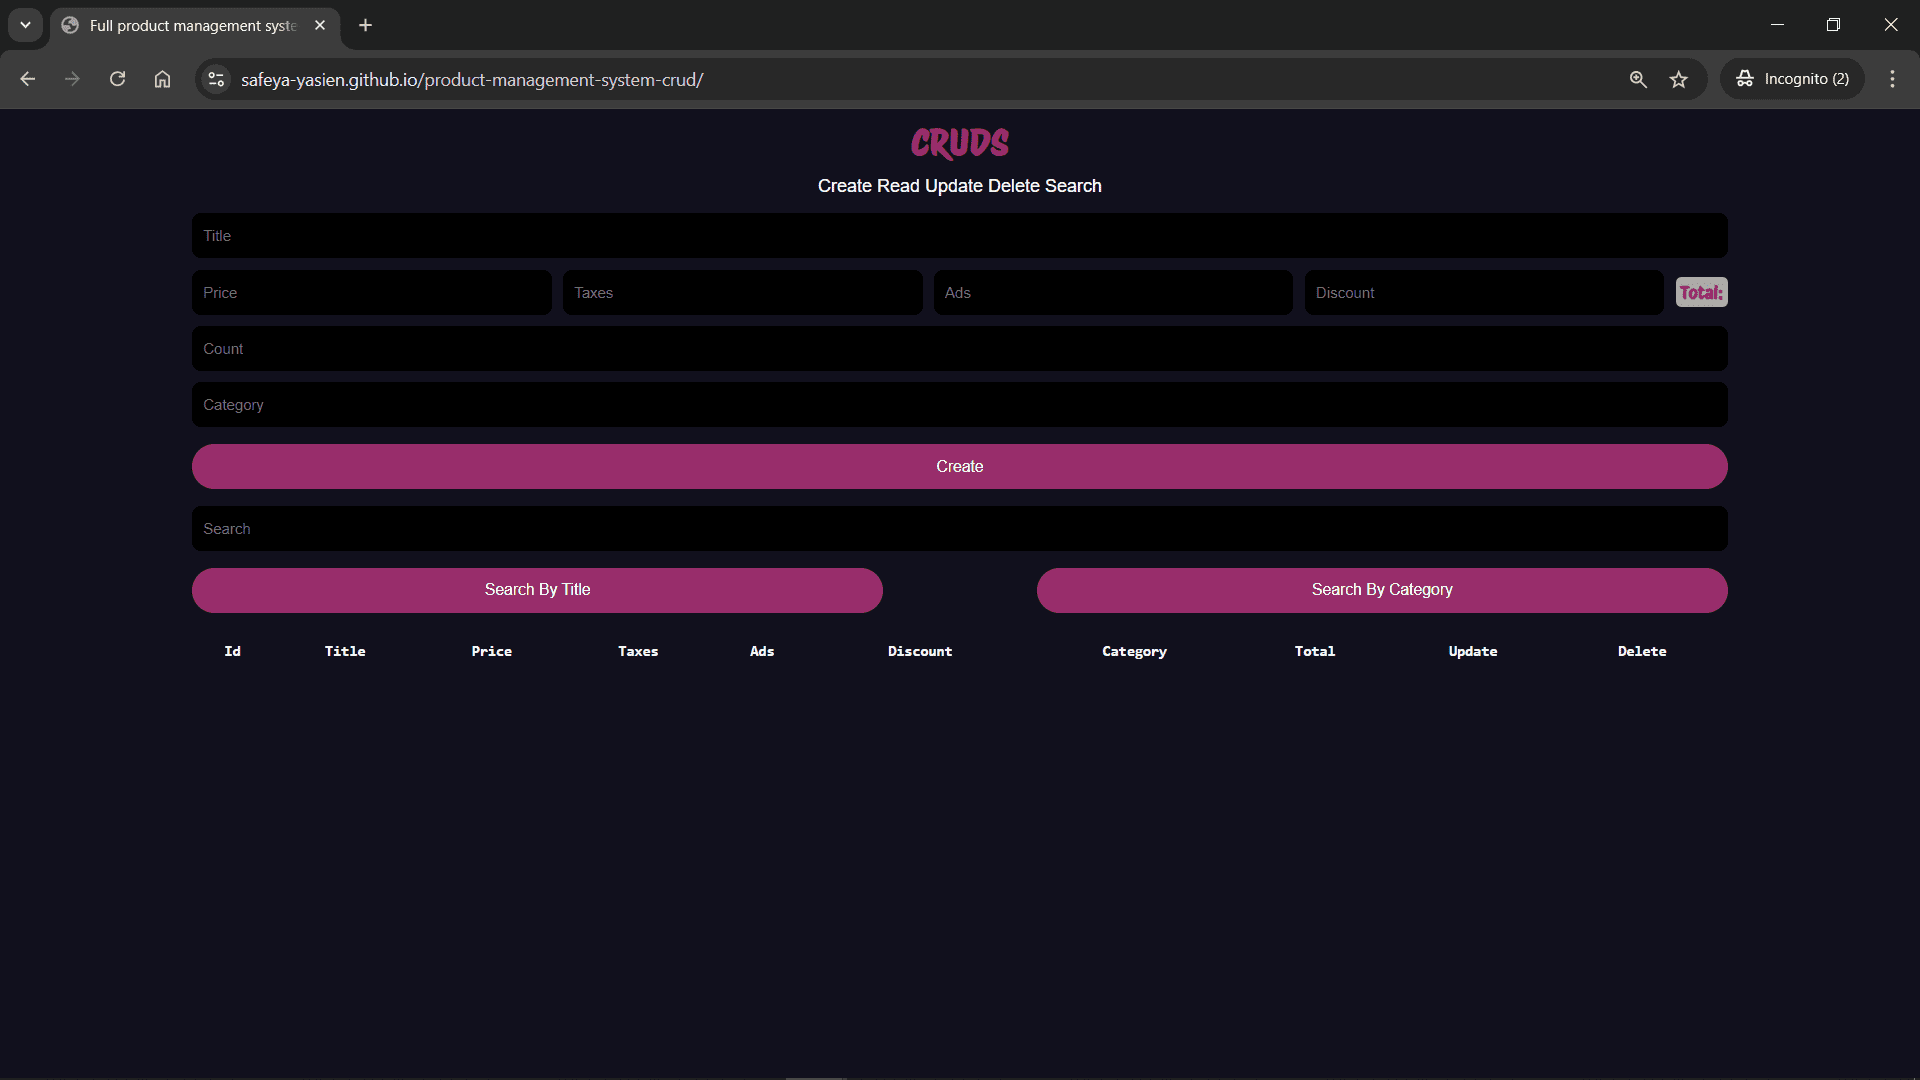 Full product management syste
safeya-yasien.github.io/product-management-system-crud/
Incognito (2)
CRUDS
Create Read Update Delete Search
Title
Price Taxes Ads Discount Total:
Count
Category
Create
Search
Search By Title Search By Category
Id Title Price Taxes Ads Discount Category Total Update Delete